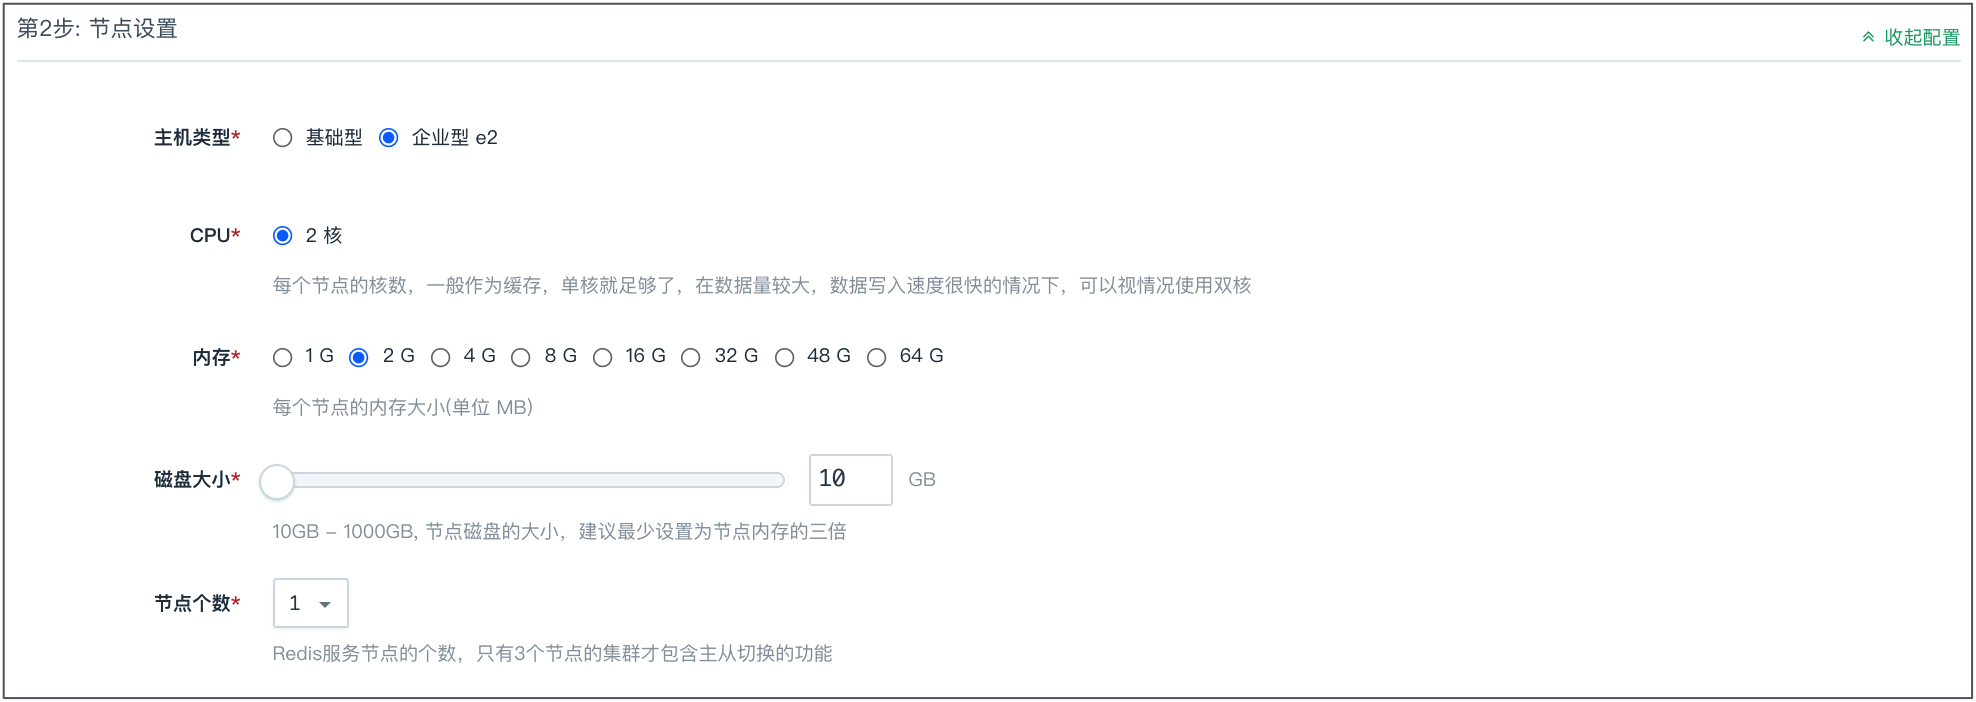 第2步: 节点设置
收起配置
主机类型* 基础型 企业型 e2
CPU* 2 核
每个节点的核数，一般作为缓存，单核就足够了，在数据量较大，数据写入速度很快的情况下，可以视情况使用双核
内存* 1 G 2 G 4 G 8 G 16 G 32 G 48 G 64 G
每个节点的内存大小(单位 MB)
磁盘大小* 10 GB
10GB – 1000GB, 节点磁盘的大小，建议最少设置为节点内存的三倍
节点个数* 1
Redis服务节点的个数，只有3个节点的集群才包含主从切换的功能